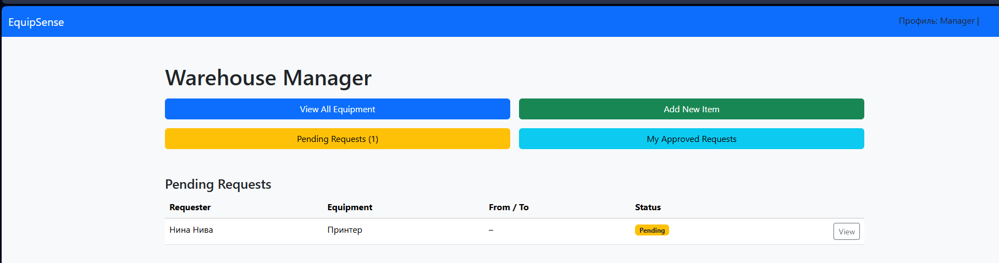 EquipSense
Профиль: Manager |
Warehouse Manager
View All Equipment
Add New Item
Pending Requests (1)
My Approved Requests
Pending Requests
Requester Equipment From / To Status
Нина Нива Принтер – Pending View